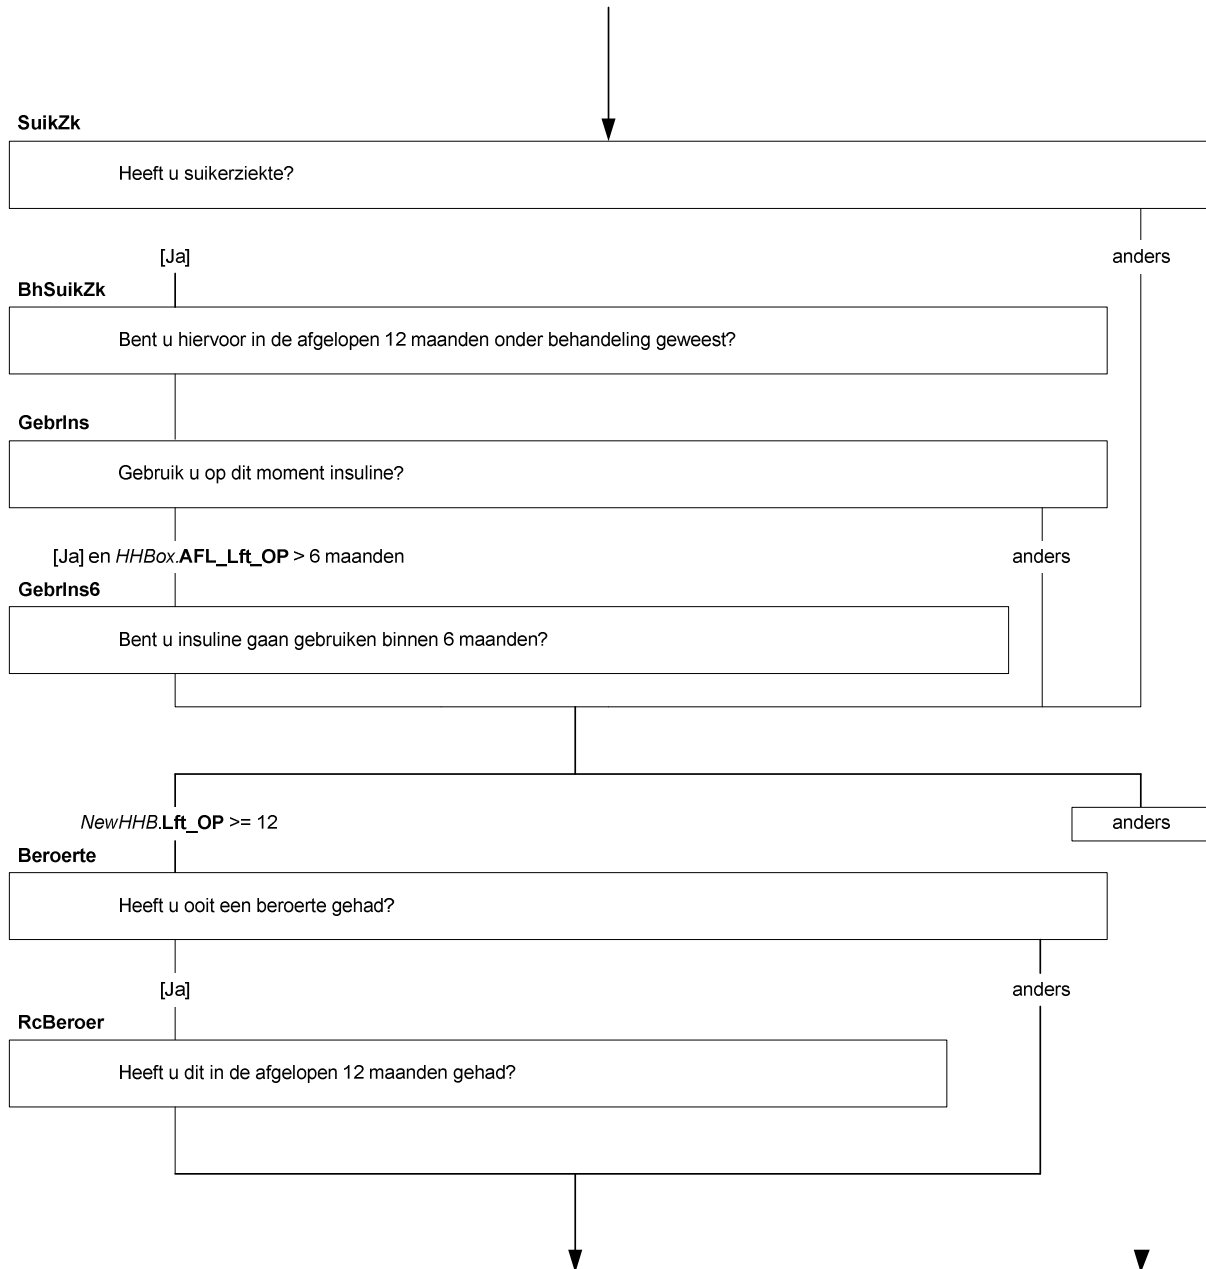 SuikZk
Heeft u suikerziekte?
[Ja] anders
BhSuikZk
Bent u hiervoor in de afgelopen 12 maanden onder behandeling geweest?
GebrIns
Gebruik u op dit moment insuline?
[Ja] en HHBox.AFL_Lft_OP > 6 maanden anders
GebrIns6
Bent u insuline gaan gebruiken binnen 6 maanden?
NewHHB.Lft_OP >= 12 anders
Beroerte
Heeft u ooit een beroerte gehad?
[Ja] anders
RcBeroer
Heeft u dit in de afgelopen 12 maanden gehad?